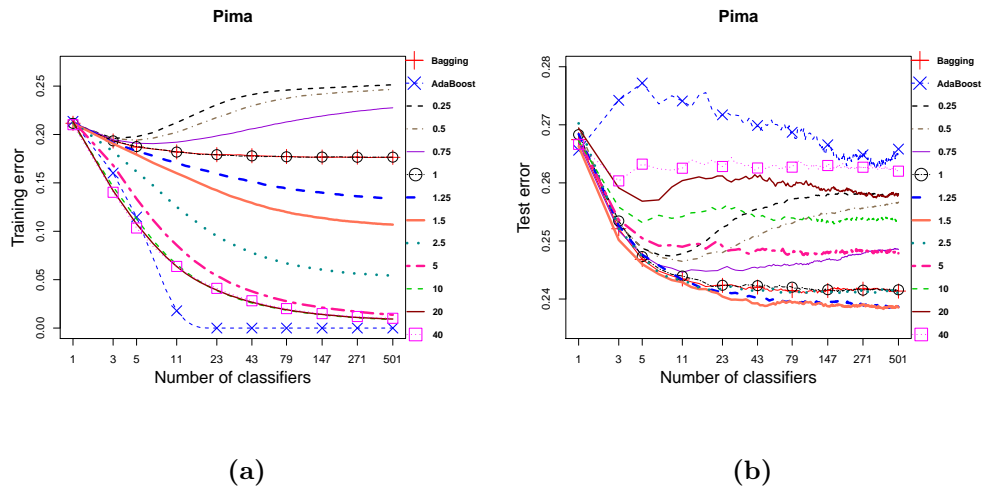 Pima
Training error
0.00 0.05 0.10 0.15 0.20 0.25
1 3 5 11 23 43 79 147 271 501
Number of classifiers
Bagging
AdaBoost
0.25
0.5
0.75
1
1.25
1.5
2.5
5
10
20
40
(a)
Pima
Test error
0.24 0.25 0.26 0.27 0.28
1 3 5 11 23 43 79 147 271 501
Number of classifiers
Bagging
AdaBoost
0.25
0.5
0.75
1
1.25
1.5
2.5
5
10
20
40
(b)